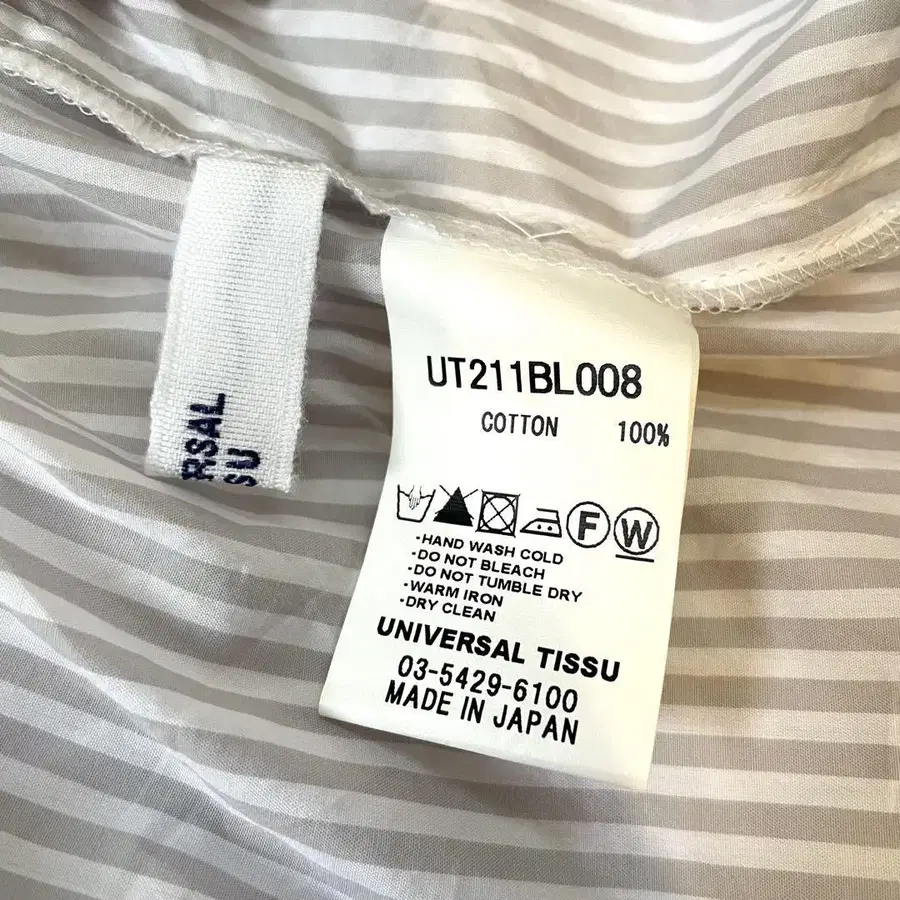 RSAL
SU
UT211BL008
COTTON 100%
F W
·HAND WASH COLD
·DO NOT BLEACH
·DO NOT TUMBLE DRY
·WARM IRON
·DRY CLEAN
UNIVERSAL TISSU
03-5429-6100
MADE IN JAPAN